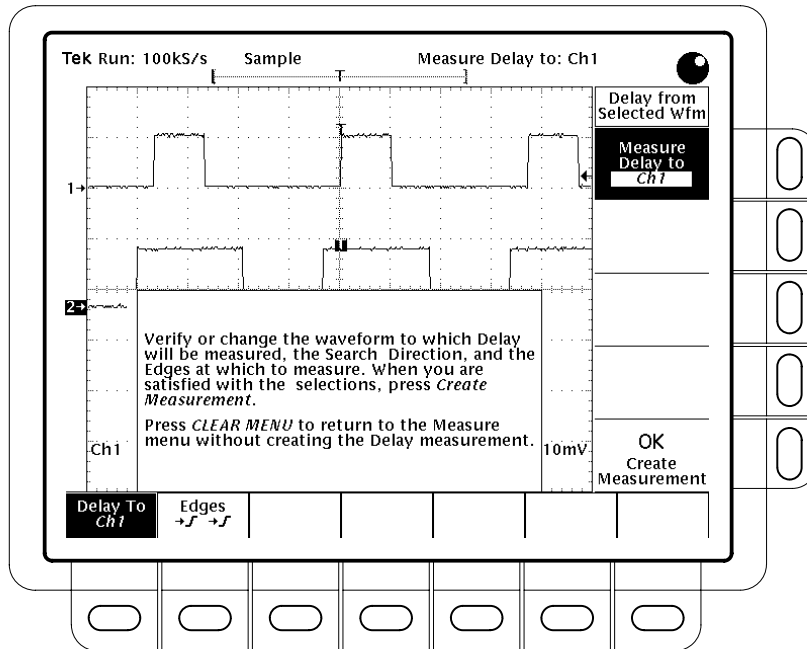 Tek Run: 100kS/s Sample Measure Delay to: Ch1
T
Delay from
Selected Wfm
Measure
Delay to
Ch1
T
1→
T
2→
Verify or change the waveform to which Delay
will be measured, the Search Direction, and the
Edges at which to measure. When you are
satisfied with the selections, press Create
Measurement.
Press CLEAR MENU to return to the Measure
menu without creating the Delay measurement.
Ch1
10mV
OK
Create
Measurement
Delay To
Ch1
Edges